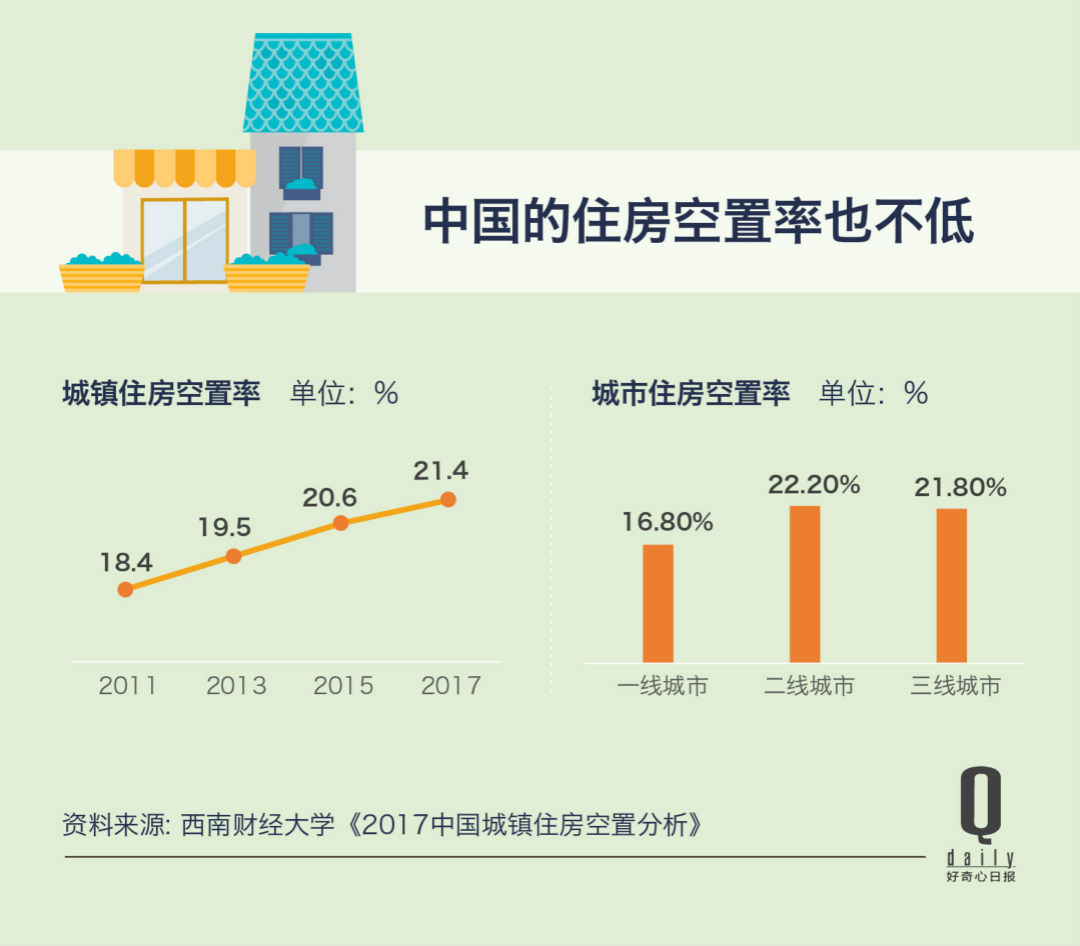 中国的住房空置率也不低
城镇住房空置率 单位：%
21.4
20.6
19.5
18.4
2011 2013 2015 2017
城市住房空置率 单位：%
16.80% 22.20% 21.80%
一线城市 二线城市 三线城市
资料来源: 西南财经大学《2017中国城镇住房空置分析》
Q
daily
好奇心日报